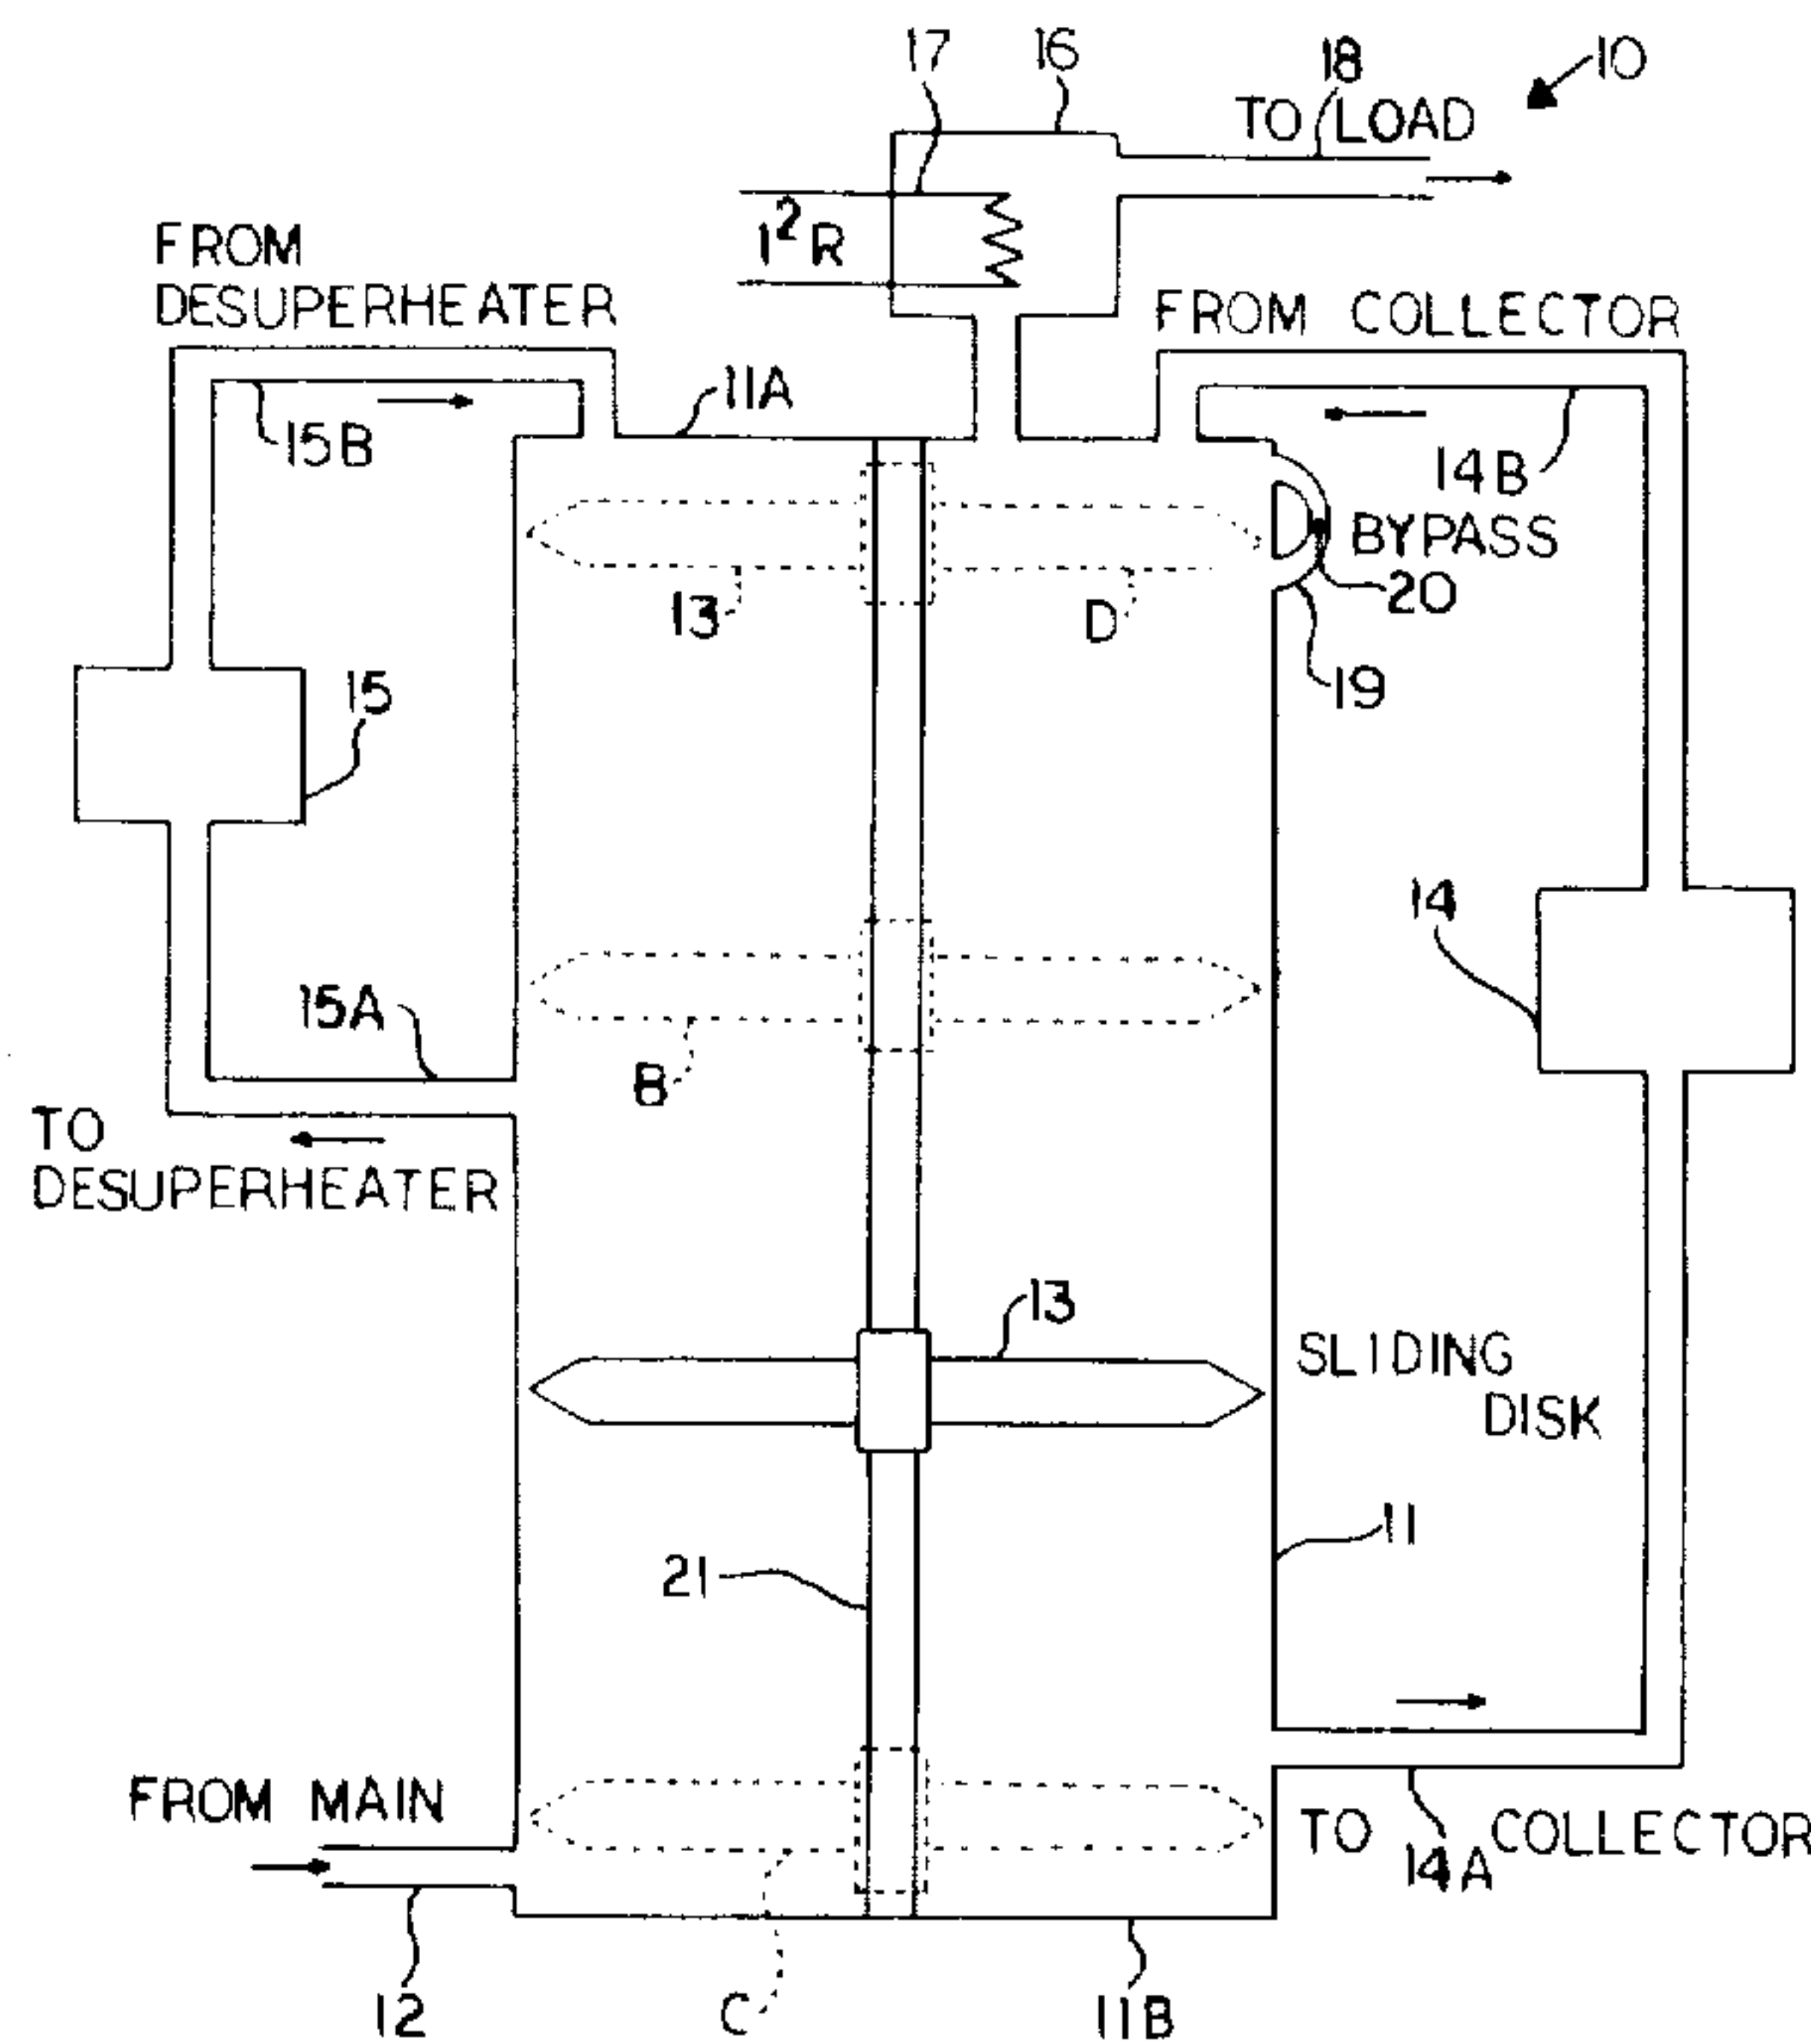 17
16
18
10
TO LOAD
I²R
FROM
DESUPERHEATER
FROM COLLECTOR
11A
15B
14B
BYPASS
20
13
D
19
15
14
15A
B
TO
DESUPERHEATER
13
SLIDING
DISK
11
21
FROM MAIN
TO COLLECTOR
14A
12
C
11B